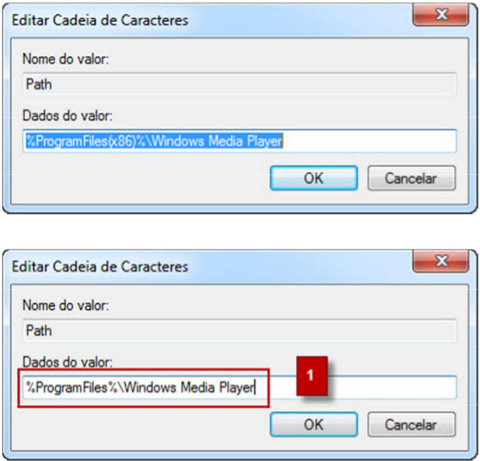 Editar Cadeia de Caracteres
Nome do valor:
Path
Dados do valor:
%ProgramFiles(x86)%\Windows Media Player
OK Cancelar
Editar Cadeia de Caracteres
Nome do valor:
Path
Dados do valor:
%ProgramFiles%\Windows Media Player
1
OK Cancelar